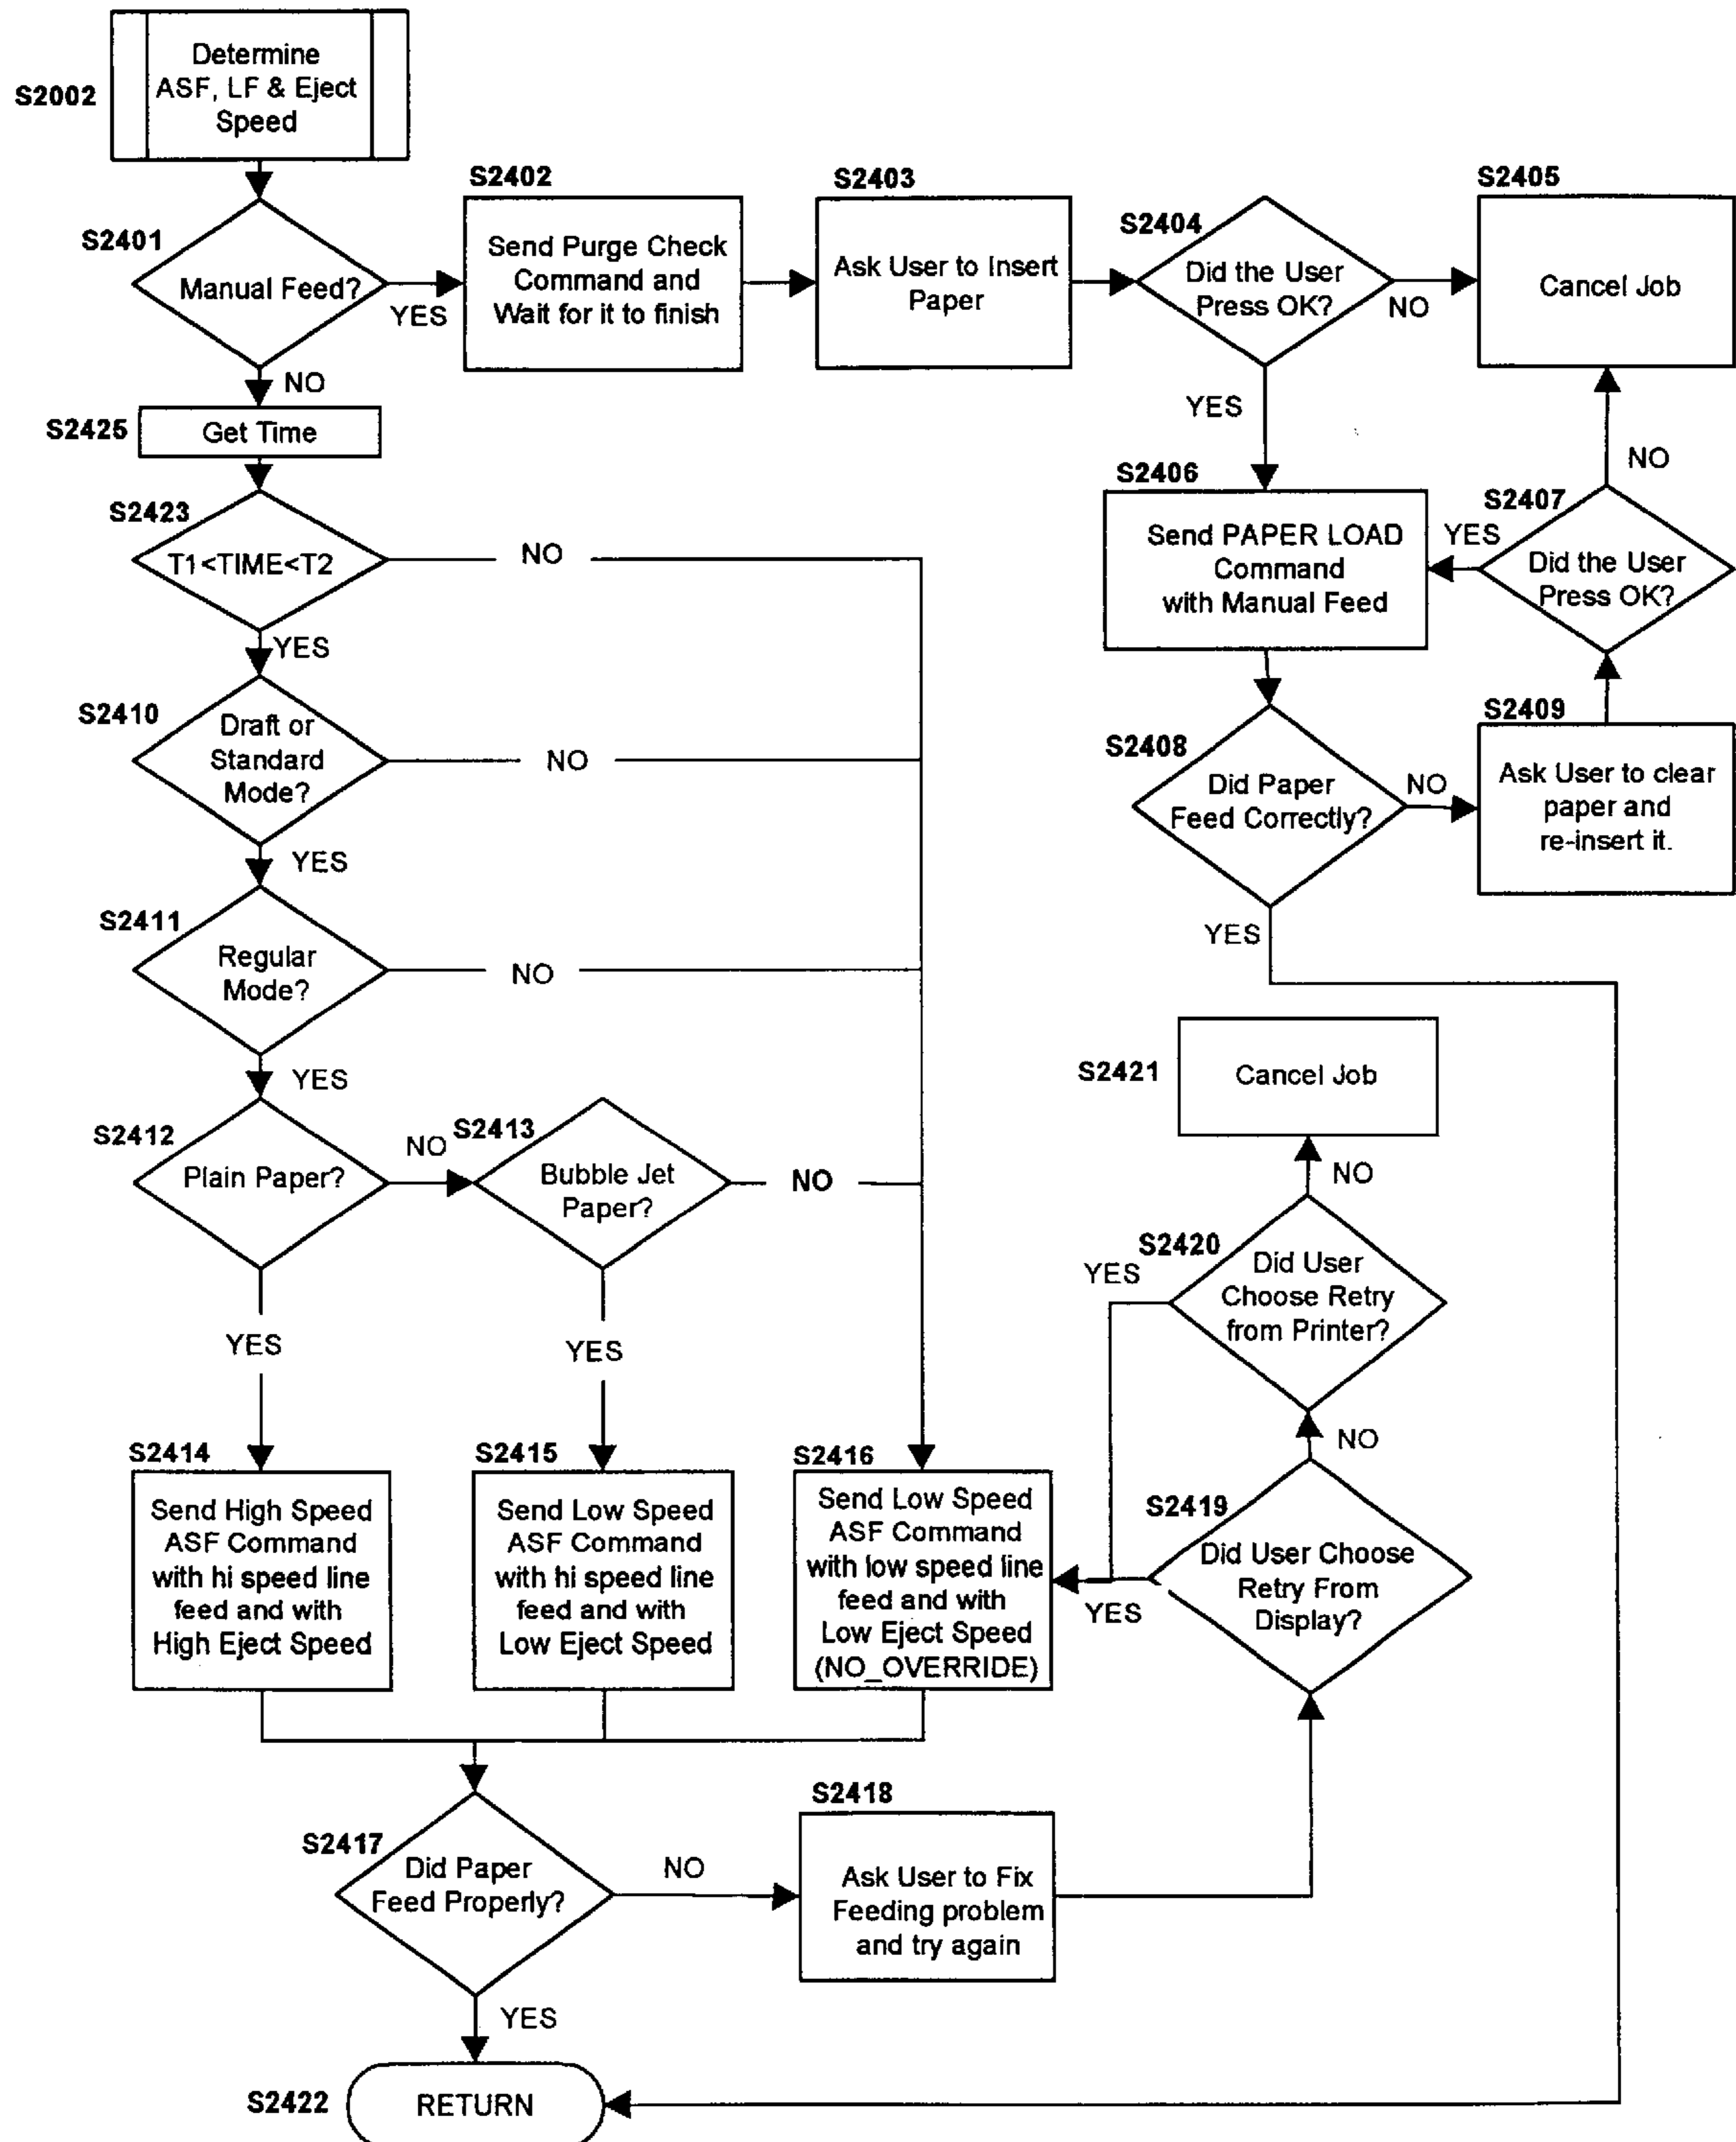 S2002
Determine
ASF, LF & Eject
Speed
S2401
Manual Feed?
YES
NO
S2402
Send Purge Check
Command and
Wait for it to finish
S2403
Ask User to Insert
Paper
S2404
Did the User
Press OK?
NO
YES
S2405
Cancel Job
S2425
Get Time
S2423
T1<TIME<T2
NO
YES
S2406
Send PAPER LOAD
Command
with Manual Feed
S2407
Did the User
Press OK?
YES
NO
S2410
Draft or
Standard
Mode?
NO
YES
S2408
Did Paper
Feed Correctly?
NO
YES
S2409
Ask User to clear
paper and
re-insert it.
S2411
Regular
Mode?
NO
YES
S2421
Cancel Job
S2412
Plain Paper?
NO
YES
S2413
Bubble Jet
Paper?
NO
YES
S2420
Did User
Choose Retry
from Printer?
YES
NO
S2414
Send High Speed
ASF Command
with hi speed line
feed and with
High Eject Speed
S2415
Send Low Speed
ASF Command
with hi speed line
feed and with
Low Eject Speed
S2416
Send Low Speed
ASF Command
with low speed line
feed and with
Low Eject Speed
(NO_OVERRIDE)
S2419
Did User Choose
Retry From
Display?
YES
NO
S2417
Did Paper
Feed Properly?
NO
YES
S2418
Ask User to Fix
Feeding problem
and try again
S2422
RETURN